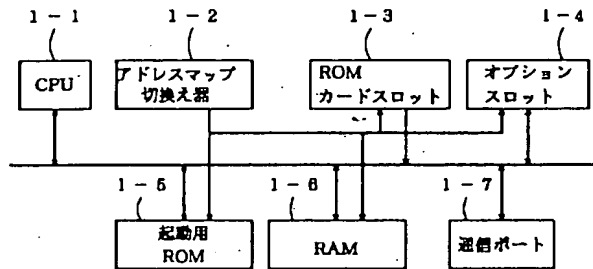 1-1
1-2
1-3
1-4
CPU
アドレスマップ
切換え器
ROM
カードスロット
オプション
スロット
1-5
1-6
1-7
起動用
ROM
RAM
通信ポート